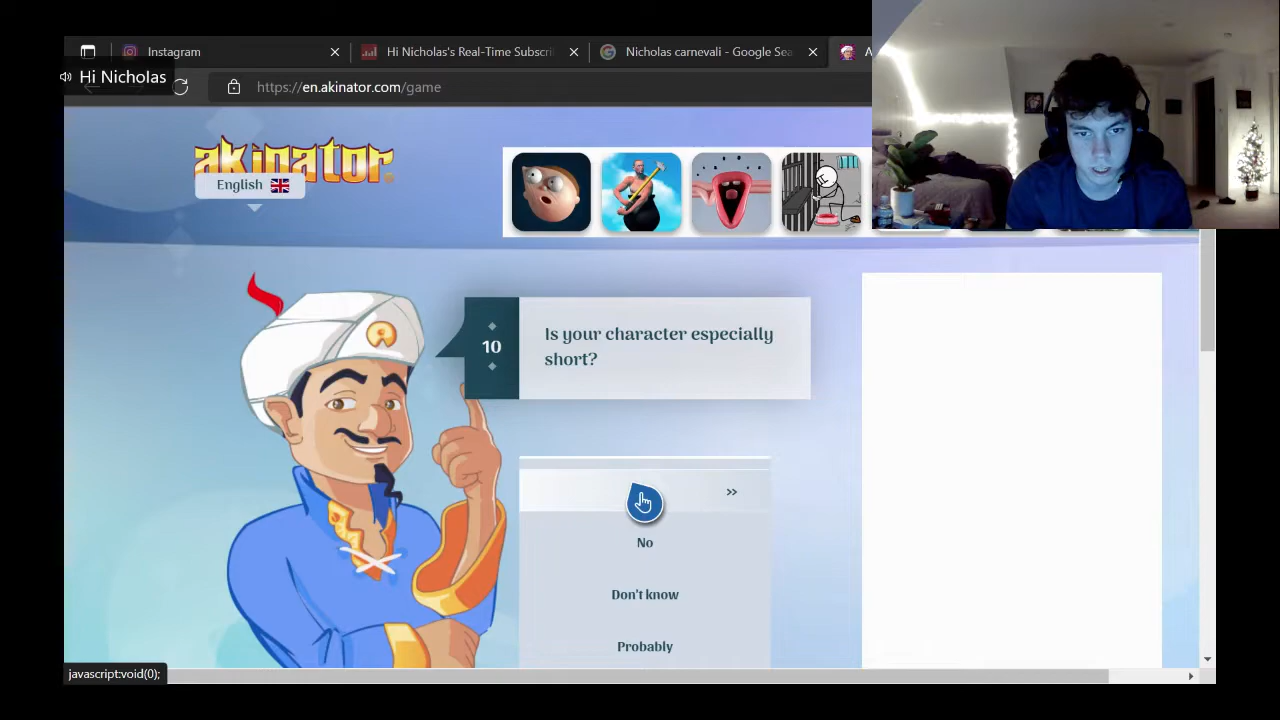 Instagram
Hi Nicholas's Real-Time Subscri
Nicholas carnevali - Google Sea
A
Hi Nicholas
https://en.akinator.com/game
akinator
English
10
Is your character especially
short?
»
No
Don't know
Probably
javascript:void(0);